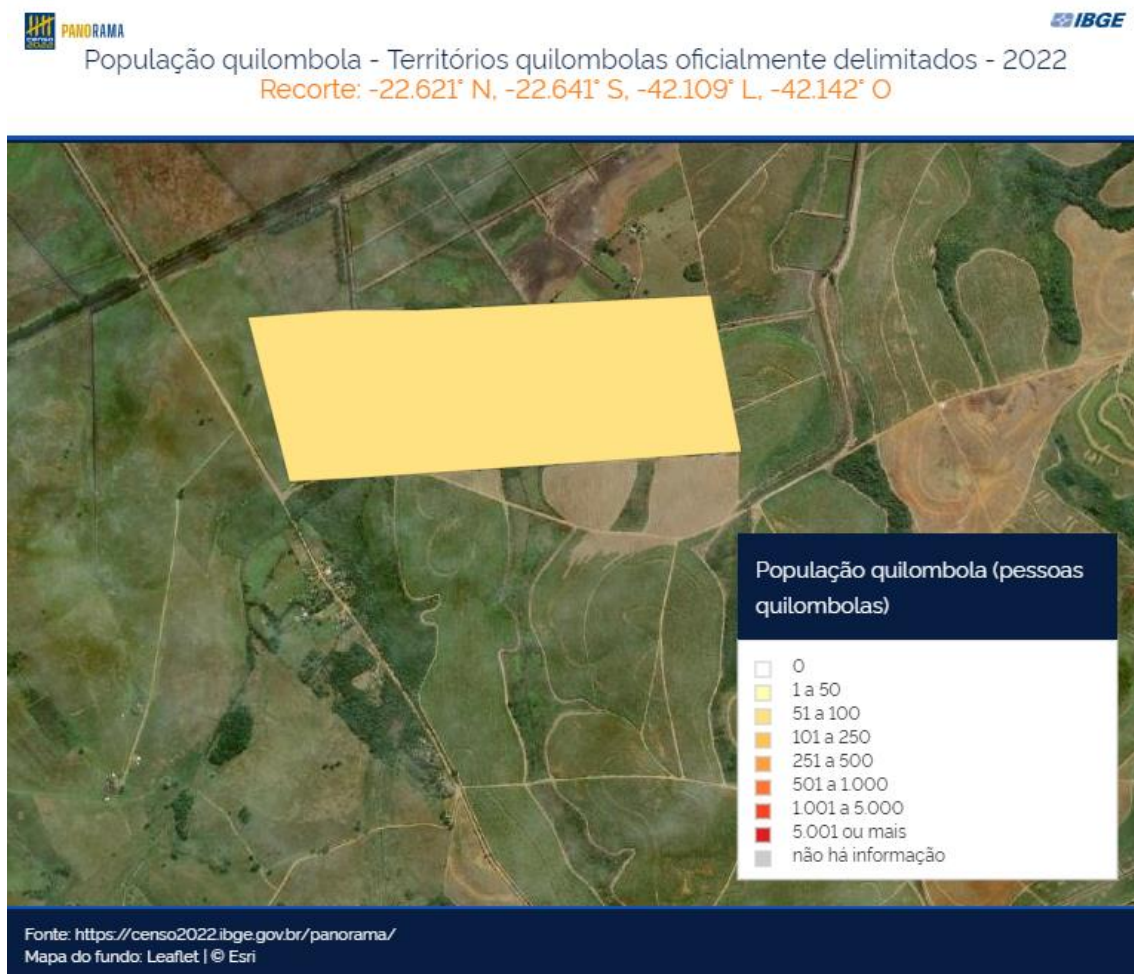 CENSO
2022
PANORAMA
IBGE
População quilombola - Territórios quilombolas oficialmente delimitados - 2022
Recorte: -22.621° N, -22.641° S, -42.109° L, -42.142° O
População quilombola (pessoas
quilombolas)
0
1 a 50
51 a 100
101 a 250
251 a 500
501 a 1.000
1.001 a 5.000
5.001 ou mais
não há informação
Fonte: https://censo2022.ibge.gov.br/panorama/
Mapa do fundo: Leaflet | © Esri